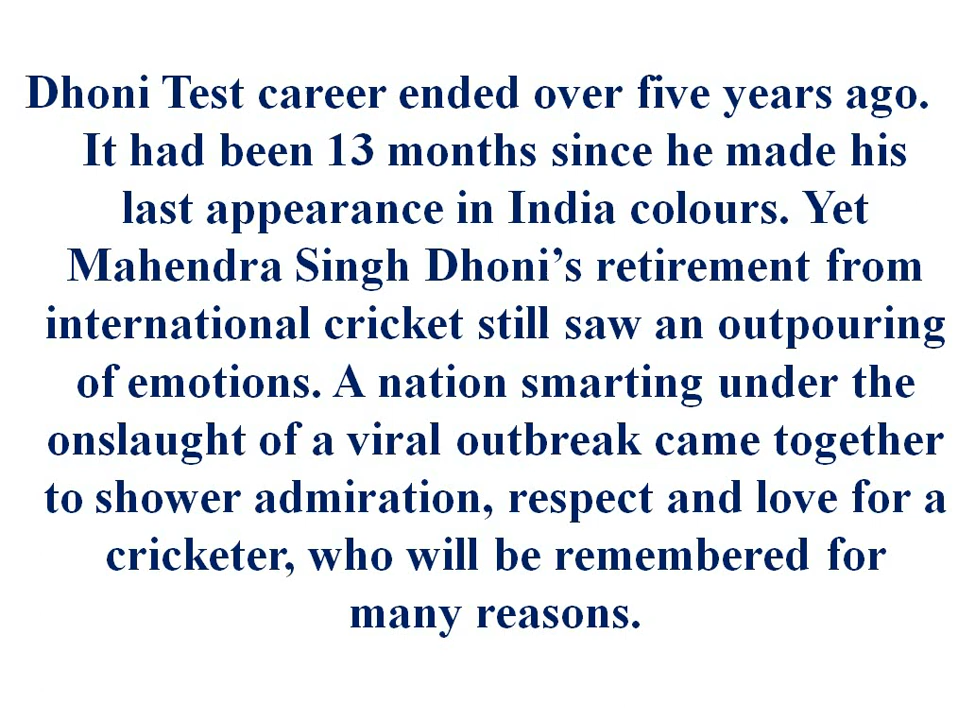 Dhoni Test career ended over five years ago.
It had been 13 months since he made his
last appearance in India colours. Yet
Mahendra Singh Dhoni’s retirement from
international cricket still saw an outpouring
of emotions. A nation smarting under the
onslaught of a viral outbreak came together
to shower admiration, respect and love for a
cricketer, who will be remembered for
many reasons.